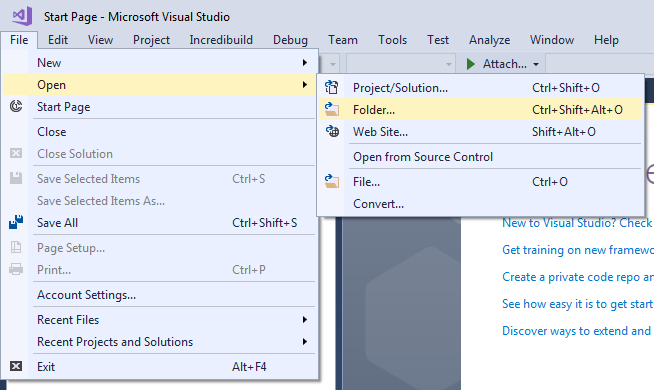 Start Page - Microsoft Visual Studio
File Edit View Project Incredibuild Debug Team Tools Test Analyze Window Help
Attach...
New
Open
Start Page
Close
Close Solution
Save Selected Items Ctrl+S
Save Selected Items As...
Save All Ctrl+Shift+S
Page Setup...
Print... Ctrl+P
Account Settings...
Recent Files
Recent Projects and Solutions
Exit Alt+F4
Project/Solution... Ctrl+Shift+O
Folder... Ctrl+Shift+Alt+O
Web Site... Shift+Alt+O
Open from Source Control
File... Ctrl+O
Convert...
New to Visual Studio? Check
Get training on new framew
Create a private code repo an
See how easy it is to get start
Discover ways to extend and